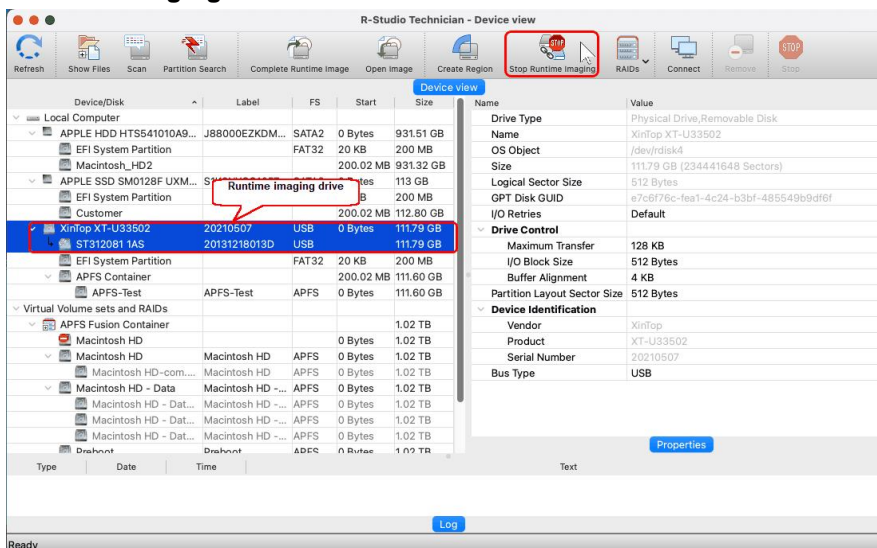 R-Studio Technician - Device view
Refresh Show Files Scan Partition Search Complete Runtime Image Open Image Create Region Stop Runtime Imaging RAIDs Connect Remove Stop
Device view
Device/Disk Label FS Start Size Name Value
Local Computer Drive Type Physical Drive,Removable Disk
APPLE HDD HTS541010A9... J88000EZKDM... SATA2 0 Bytes 931.51 GB Name XinTop XT-U33502
EFI System Partition FAT32 20 KB 200 MB OS Object /dev/rdisk4
Macintosh_HD2 200.02 MB 931.32 GB Size 111.79 GB (234441648 Sectors)
APPLE SSD SM0128F UXM... 113 GB Logical Sector Size 512 Bytes
Runtime imaging drive
EFI System Partition 200 MB GPT Disk GUID e7c6f76c-fea1-4c24-b3bf-485549b9df6f
Customer 200.02 MB 112.80 GB I/O Retries Default
XinTop XT-U33502 20210507 USB 0 Bytes 111.79 GB Drive Control
ST312081 1AS 20131218013D USB 111.79 GB Maximum Transfer 128 KB
EFI System Partition FAT32 20 KB 200 MB I/O Block Size 512 Bytes
APFS Container 200.02 MB 111.60 GB Buffer Alignment 4 KB
APFS-Test APFS-Test APFS 0 Bytes 111.60 GB Partition Layout Sector Size 512 Bytes
Virtual Volume sets and RAIDs Device Identification
APFS Fusion Container 1.02 TB Vendor XinTop
Macintosh HD 0 Bytes 1.02 TB Product XT-U33502
Macintosh HD Macintosh HD APFS 0 Bytes 1.02 TB Serial Number 20210507
Macintosh HD-com.... Macintosh HD APFS 0 Bytes 1.02 TB Bus Type USB
Macintosh HD - Data Macintosh HD -... APFS 0 Bytes 1.02 TB
Macintosh HD - Dat... Macintosh HD -... APFS 0 Bytes 1.02 TB
Macintosh HD - Dat... Macintosh HD -... APFS 0 Bytes 1.02 TB
Macintosh HD - Dat... Macintosh HD -... APFS 0 Bytes 1.02 TB
Preboot Preboot APFS 0 Bytes 1.02 TB
Properties
Type Date Time Text
Log
Ready